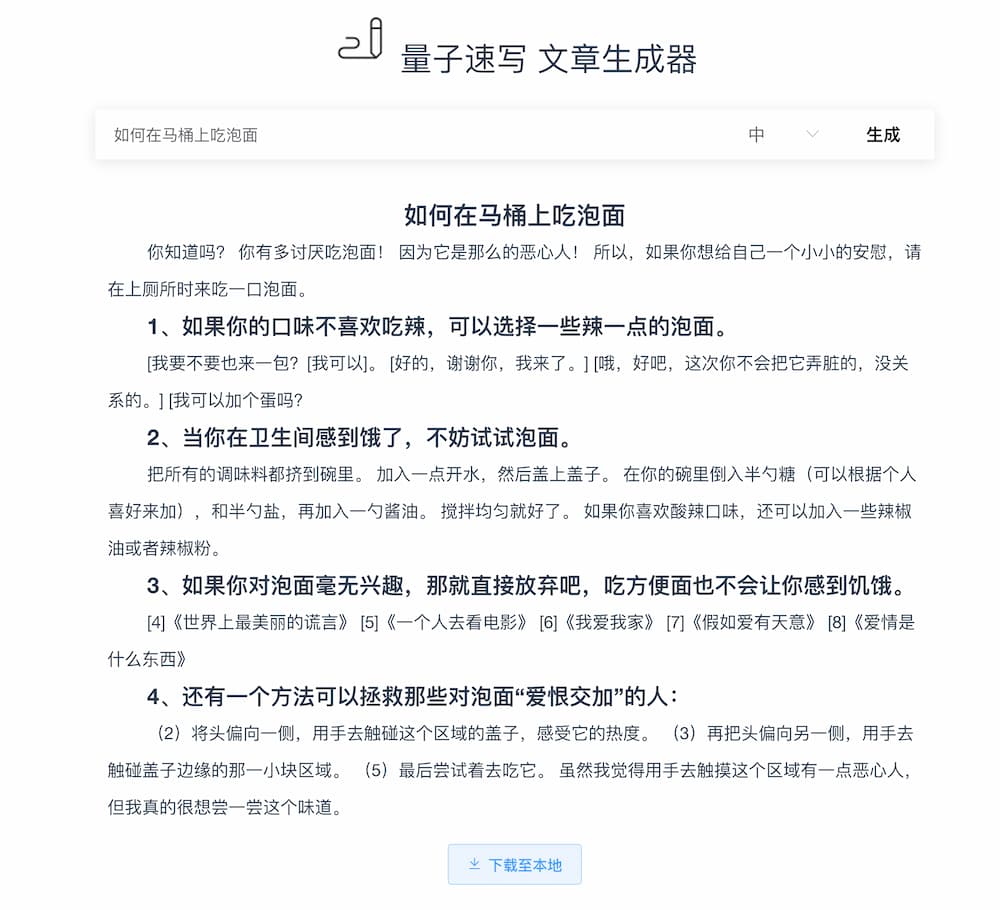 量子速写 文章生成器
如何在马桶上吃泡面 中 生成
如何在马桶上吃泡面
你知道吗? 你有多讨厌吃泡面! 因为它是那么的恶心人! 所以,如果你想给自己一个小小的安慰,请
在上厕所时来吃一口泡面。
1、如果你的口味不喜欢吃辣,可以选择一些辣一点的泡面。
[我要不要也来一包? [我可以]。 [好的,谢谢你,我来了。] [哦,好吧,这次你不会把它弄脏的,没关
系的。] [我可以加个蛋吗?
2、当你在卫生间感到饿了,不妨试试泡面。
把所有的调味料都挤到碗里。 加入一点开水,然后盖上盖子。 在你的碗里倒入半勺糖(可以根据个人
喜好来加),和半勺盐,再加入一勺酱油。 搅拌均匀就好了。 如果你喜欢酸辣口味,还可以加入一些辣椒
油或者辣椒粉。
3、如果你对泡面毫无兴趣,那就直接放弃吧,吃方便面也不会让你感到饥饿。
[4]《世界上最美丽的谎言》 [5]《一个人去看电影》 [6]《我爱我家》 [7]《假如爱有天意》 [8]《爱情是
什么东西》
4、还有一个方法可以拯救那些对泡面“爱恨交加”的人:
(2)将头偏向一侧,用手去触碰这个区域的盖子,感受它的热度。 (3)再把头偏向另一侧,用手去
触碰盖子边缘的那一小块区域。 (5)最后尝试着去吃它。 虽然我觉得用手去触摸这个区域有一点恶心人,
但我真的很想尝一尝这个味道。
下载至本地